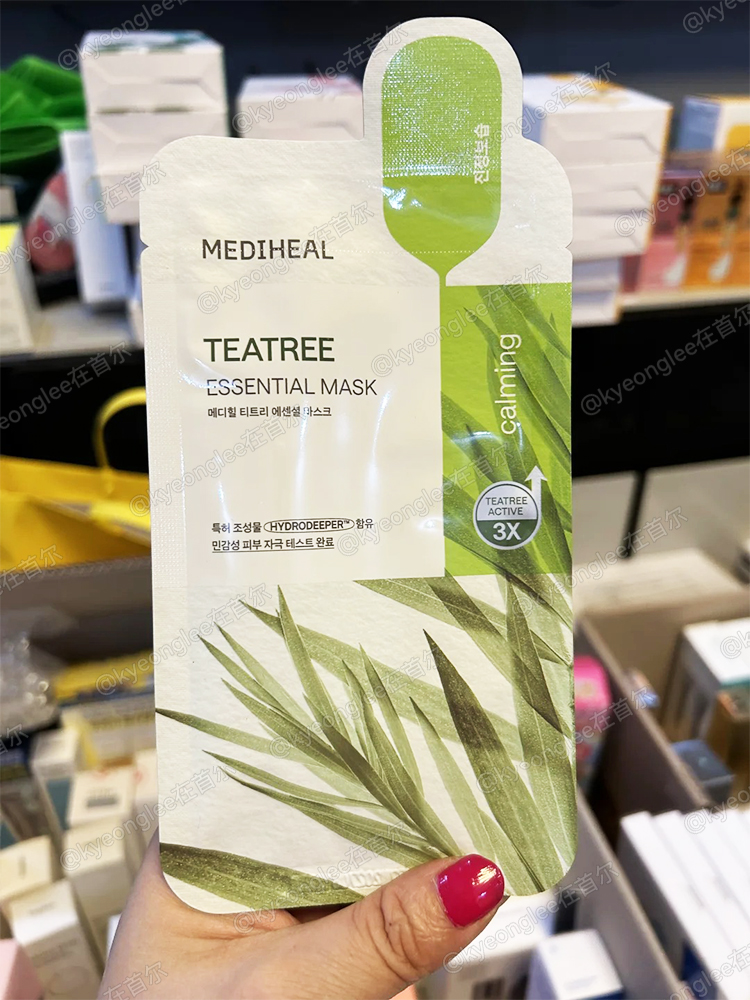 진정보습
MEDIHEAL
TEATREE
ESSENTIAL MASK
메디힐 티트리 에센셜 마스크
calming
TEATREE
ACTIVE
3X
특허 조성물 HYDRODEEPER™ 함유
민감성 피부 자극 테스트 완료
@kyeonglee在首尔